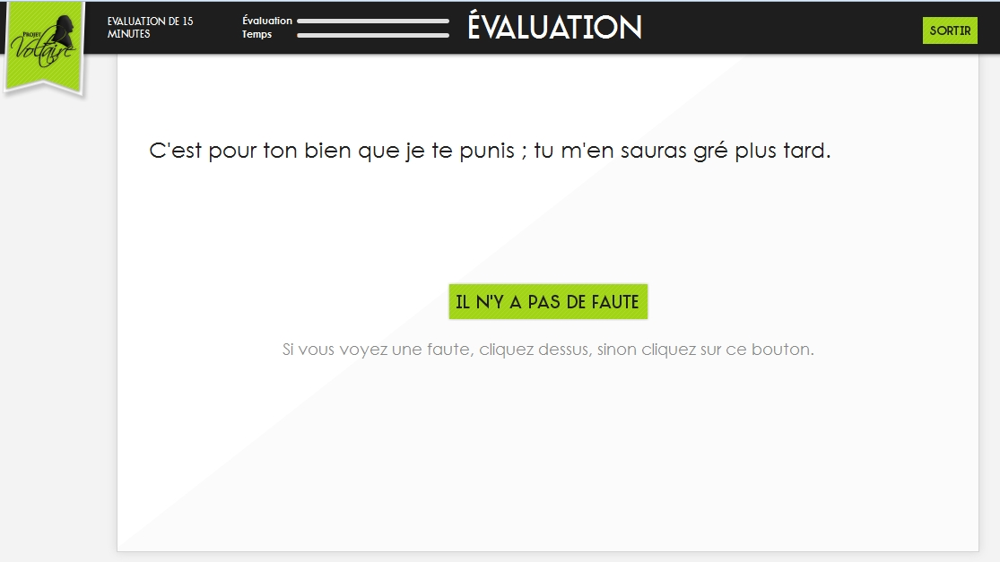 PROJET
Voltaire
EVALUATION DE 15
MINUTES
Évaluation
Temps
ÉVALUATION
SORTIR
C'est pour ton bien que je te punis ; tu m'en sauras gré plus tard.
IL N'Y A PAS DE FAUTE
Si vous voyez une faute, cliquez dessus, sinon cliquez sur ce bouton.